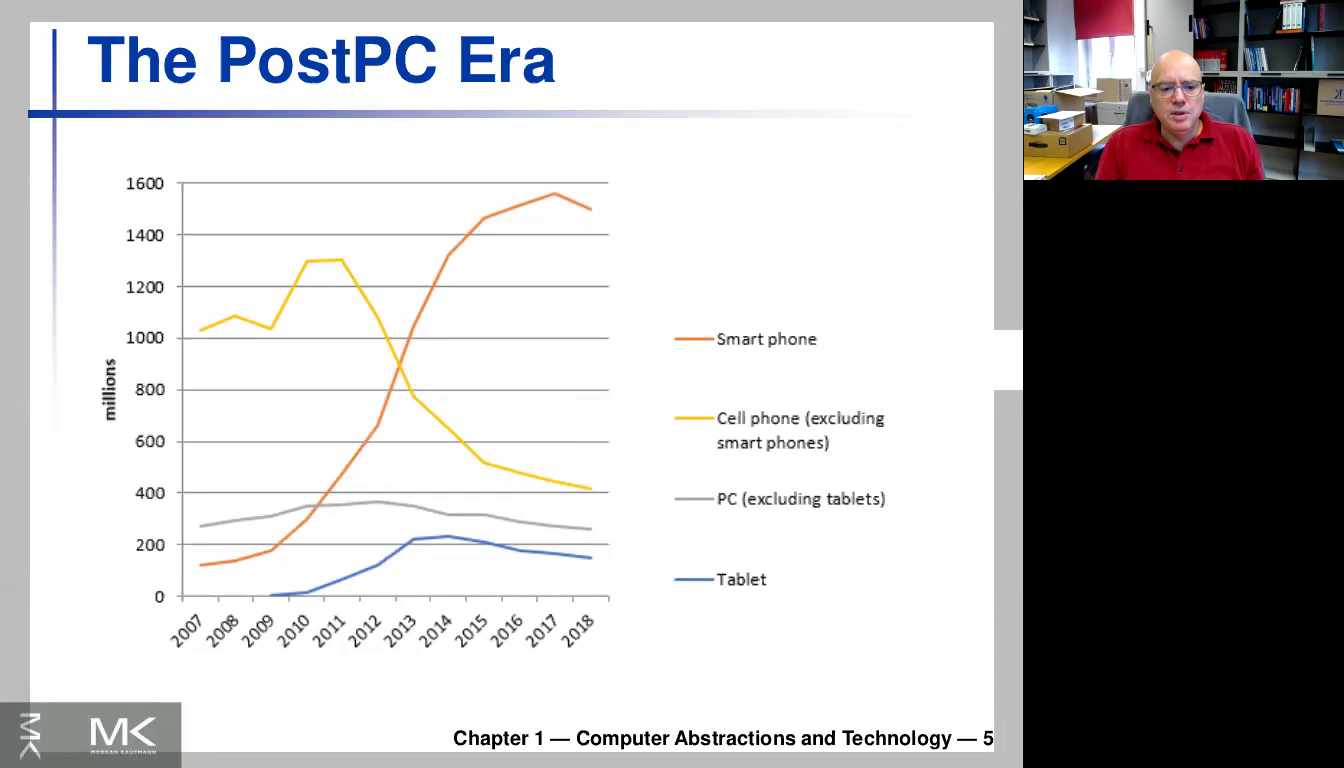 The PostPC Era
1600
1400
1200
1000
800
600
400
200
0
millions
2007 2008 2009 2010 2011 2012 2013 2014 2015 2016 2017 2018
Smart phone
Cell phone (excluding
smart phones)
PC (excluding tablets)
Tablet
MK
MK
MORGAN KAUFMANN
Chapter 1 — Computer Abstractions and Technology — 5